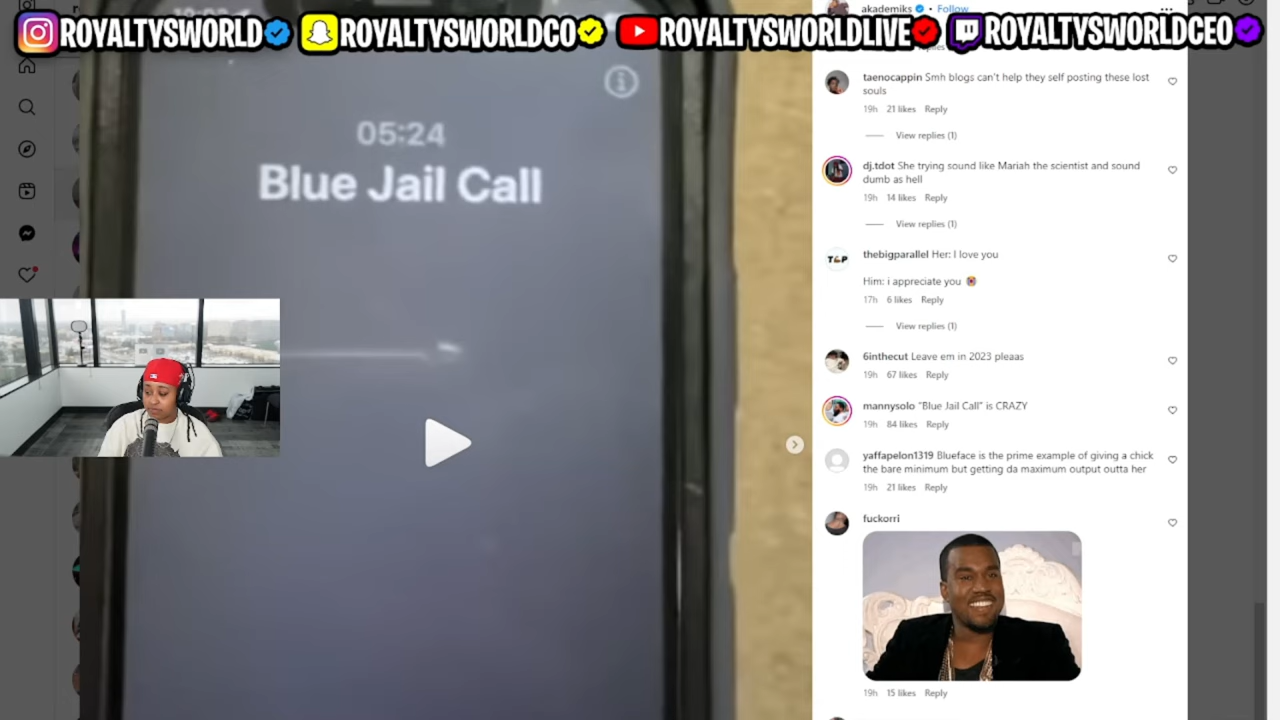 ROYALTYSWORLD
ROYALTYSWORLDCO
ROYALTYSWORLDLIVE
ROYALTYSWORLDCEO
05:24
Blue Jail Call
akademiks • Follow
taenocappin Smh blogs can't help they self posting these lost
souls
19h 21 likes Reply
View replies (1)
dj.tdot She trying sound like Mariah the scientist and sound
dumb as hell
19h 14 likes Reply
View replies (1)
TGP
thebigparallel Her: I love you
Him: i appreciate you 😭
17h 6 likes Reply
View replies (1)
6inthecut Leave em in 2023 pleaas
19h 67 likes Reply
mannysolo "Blue Jail Call" is CRAZY
19h 84 likes Reply
yaffapelon1319 Blueface is the prime example of giving a chick
the bare minimum but getting da maximum output outta her
19h 21 likes Reply
fuckorri
19h 15 likes Reply